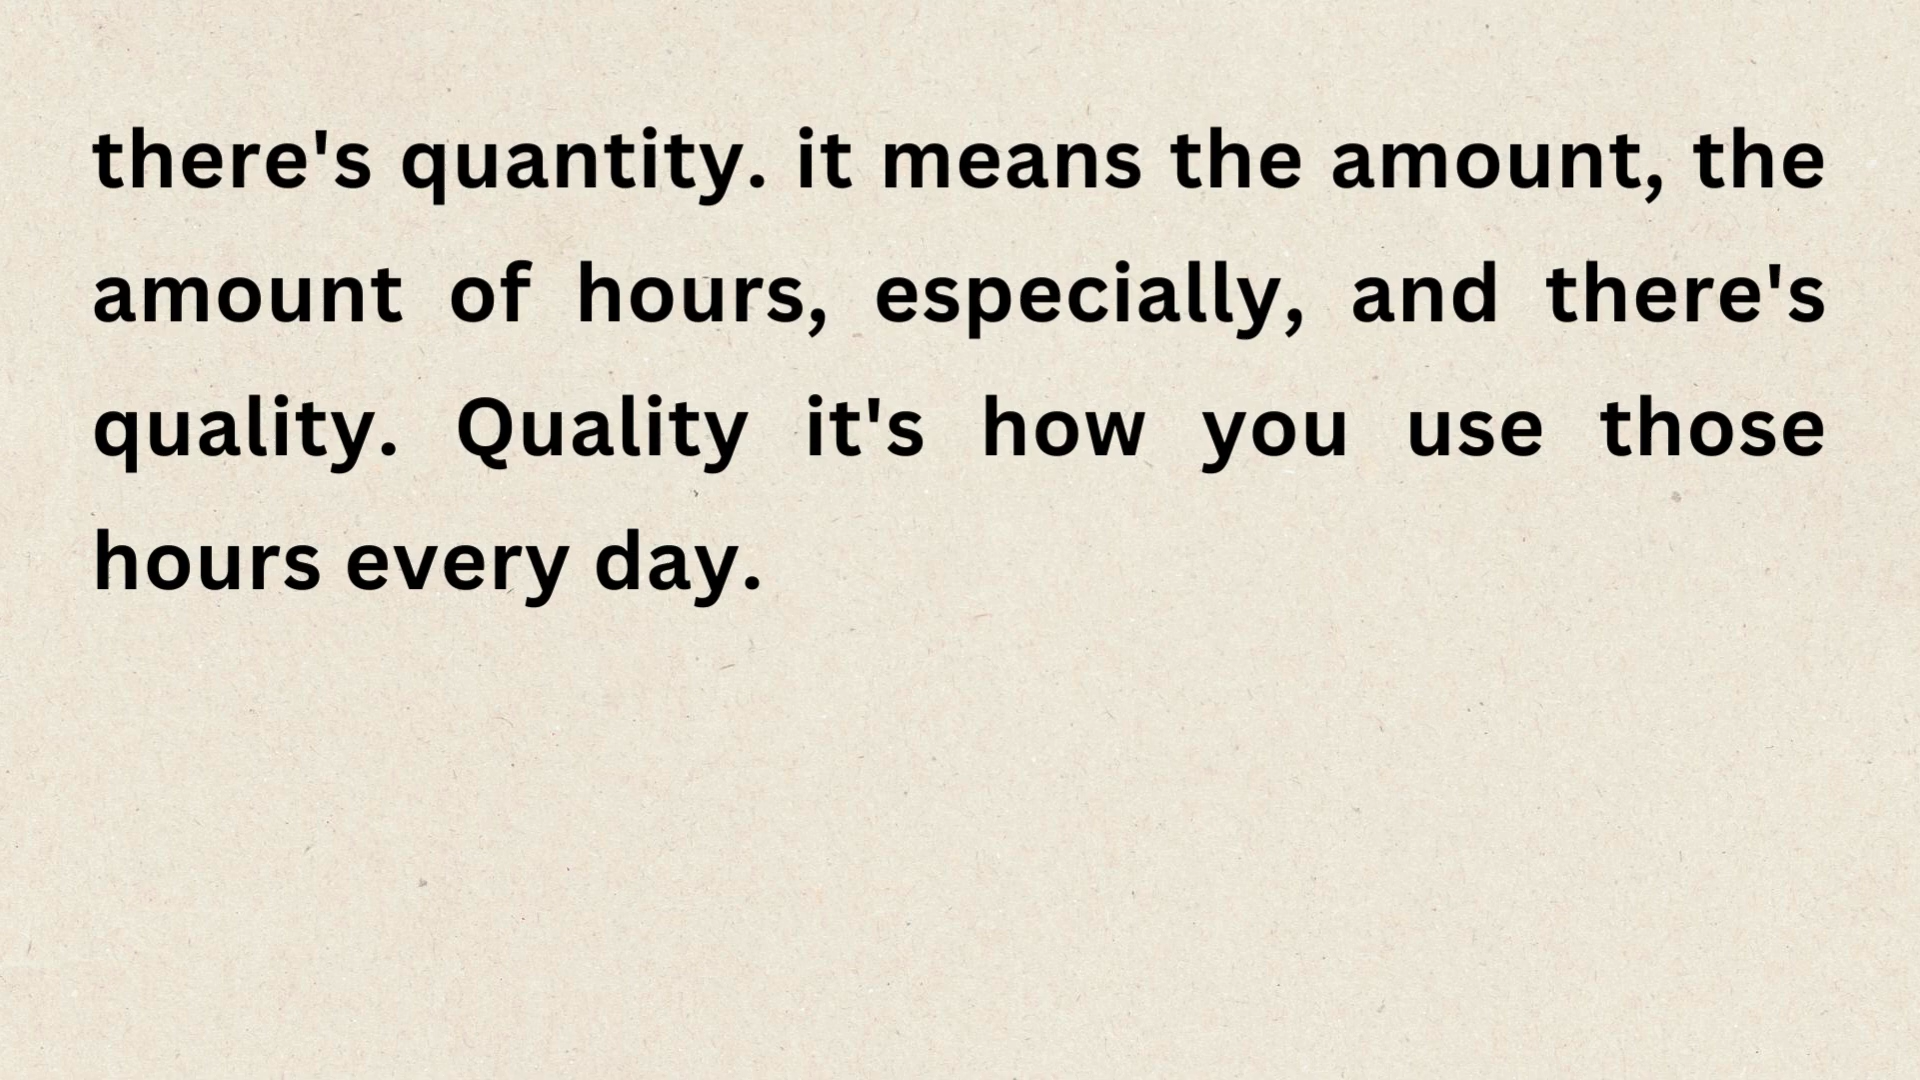 there's quantity. it means the amount, the
amount of hours, especially, and there's
quality. Quality it's how you use those
hours every day.